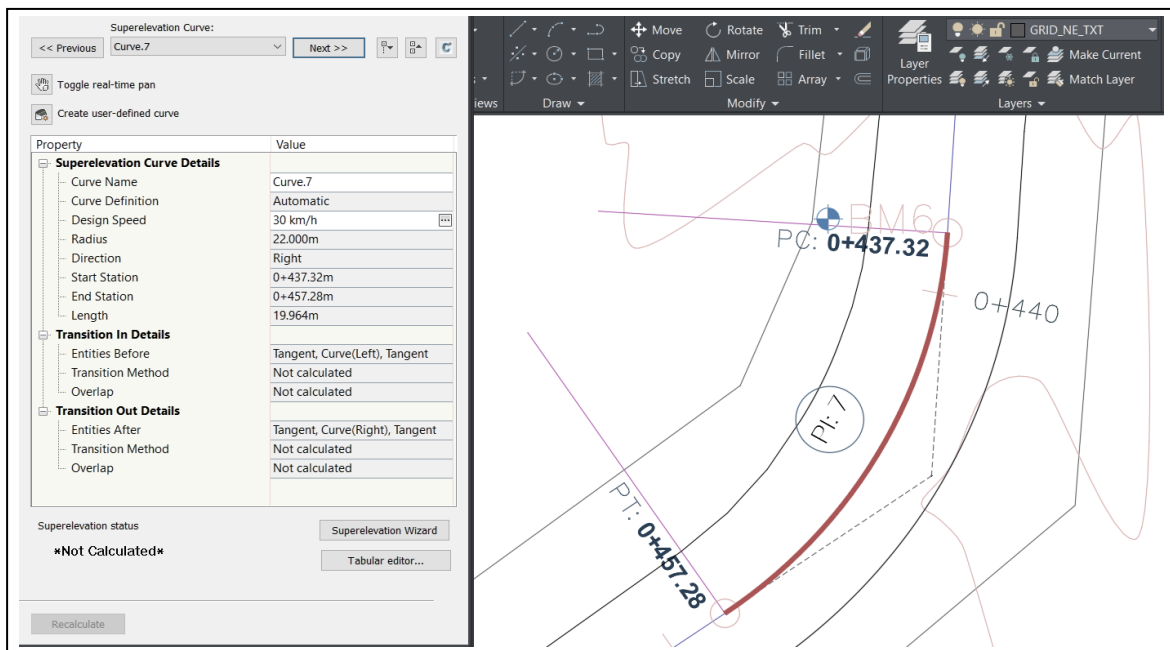 Superelevation Curve:
<< Previous
Curve.7
Next >>
Toggle real-time pan
Create user-defined curve
Property Value
Superelevation Curve Details
Curve Name Curve.7
Curve Definition Automatic
Design Speed 30 km/h
Radius 22.000m
Direction Right
Start Station 0+437.32m
End Station 0+457.28m
Length 19.964m
Transition In Details
Entities Before Tangent, Curve(Left), Tangent
Transition Method Not calculated
Overlap Not calculated
Transition Out Details
Entities After Tangent, Curve(Right), Tangent
Transition Method Not calculated
Overlap Not calculated
Superelevation status
*Not Calculated*
Superelevation Wizard
Tabular editor...
Recalculate
iews
Draw
Move Rotate Trim
Copy Mirror Fillet
Stretch Scale Array
Modify
Layer
Properties
GRID_NE_TXT
Make Current
Match Layer
Layers
BM6
PC: 0+437.32
0+440
PI: 7
PT: 0+457.28